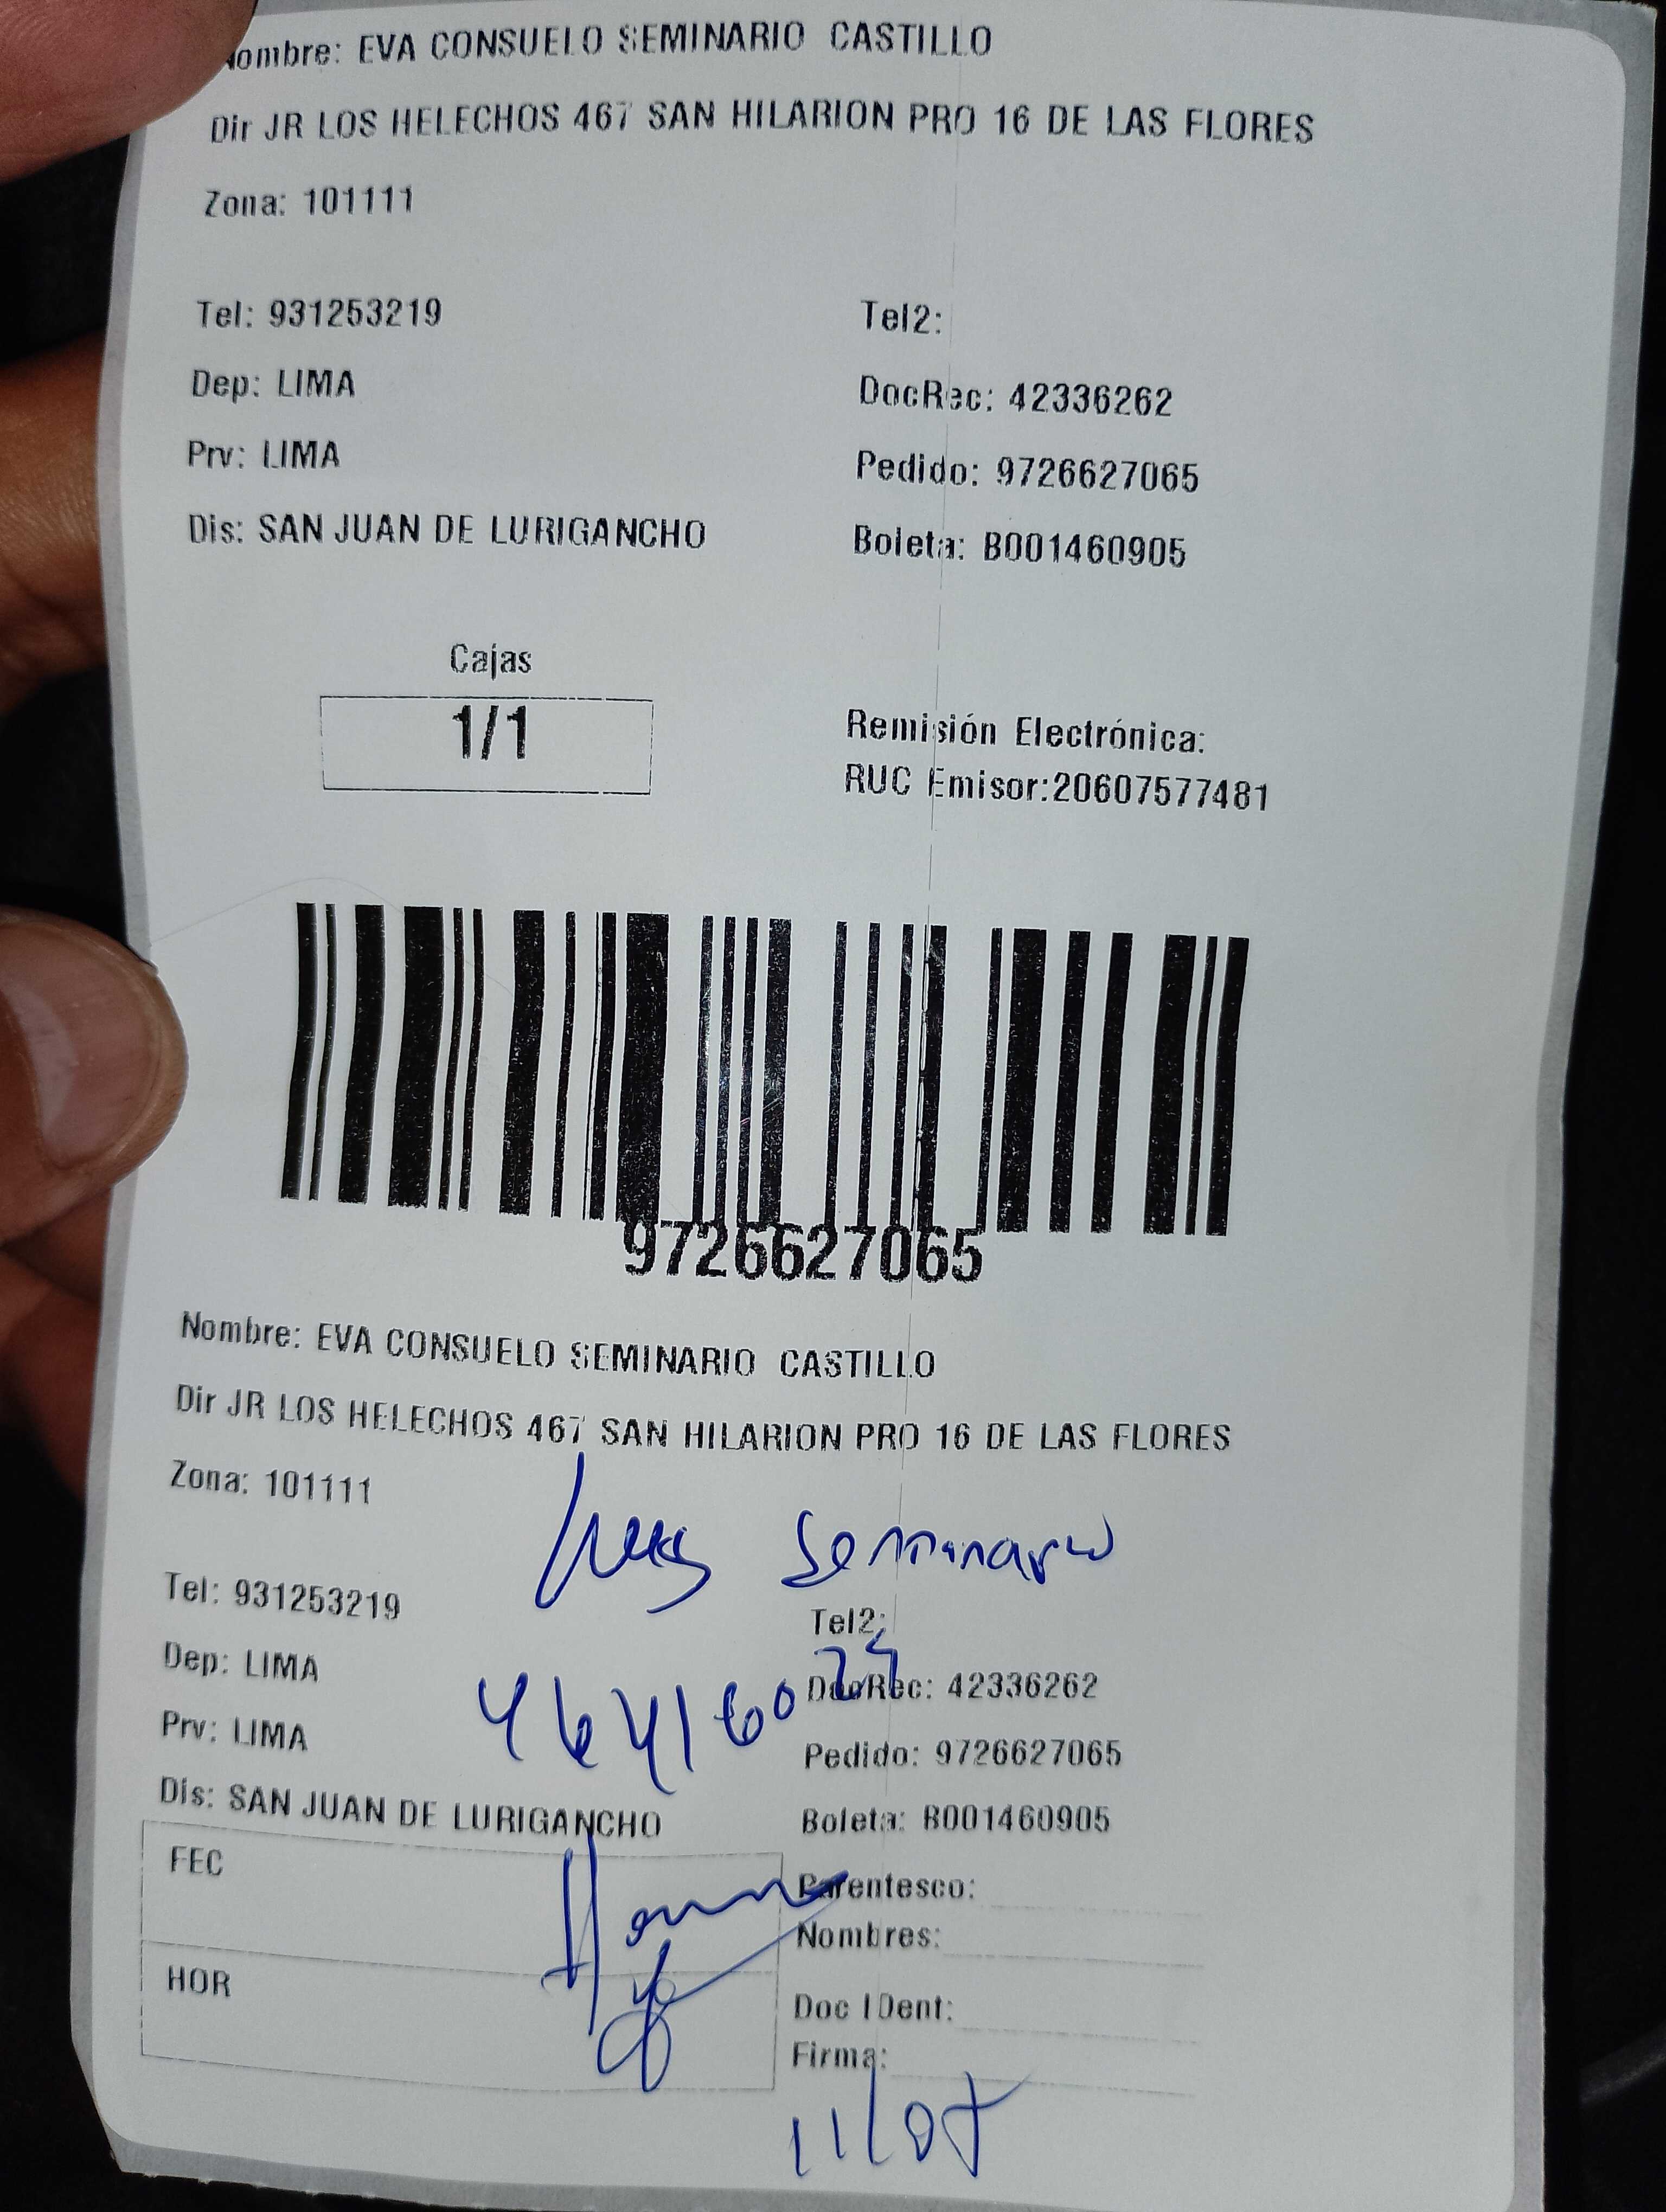 Nombre: EVA CONSUELO SEMINARIO CASTILLO
Dir JR LOS HELECHOS 467 SAN HILARION PRO 16 DE LAS FLORES
Zona: 101111
Tel: 931253219 Tel2:
Dep: LIMA DocRec: 42336262
Prv: LIMA Pedido: 9726627065
Dis: SAN JUAN DE LURIGANCHO Boleta: B001460905
Cajas
1/1
Remisión Electrónica:
RUC Emisor:20607577481
9726627065
Nombre: EVA CONSUELO SEMINARIO CASTILLO
Dir JR LOS HELECHOS 467 SAN HILARION PRO 16 DE LAS FLORES
Zona: 101111
Seminario
Tel: 931253219 Tel2:
Dep: LIMA DocRec: 42336262
Prv: LIMA Pedido: 9726627065
Dis: SAN JUAN DE LURIGANCHO Boleta: B001460905
FEC
Parentesco:
Nombres:
HOR
Doc IDent:
Firma:
11/07